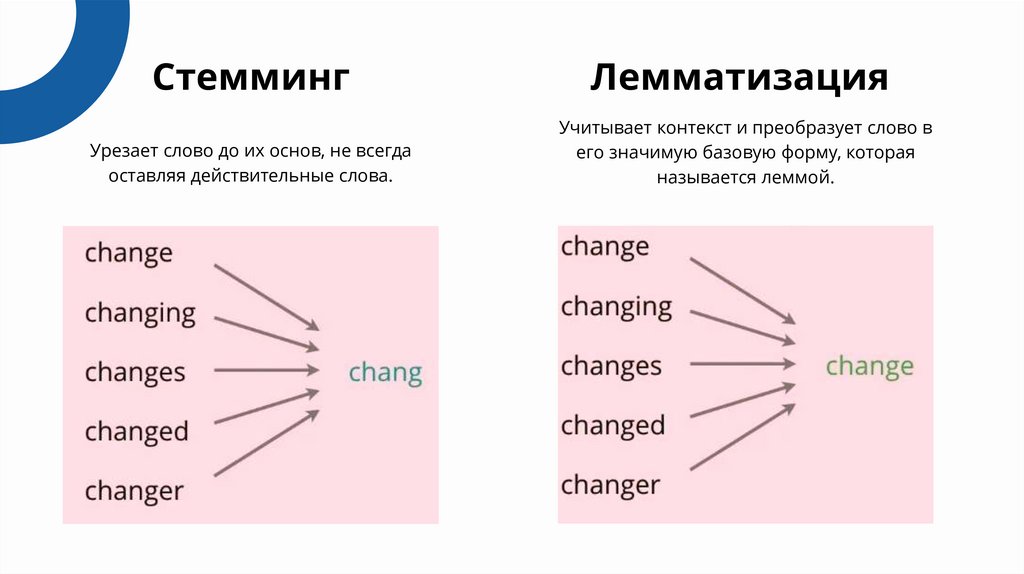 Стемминг
Урезает слово до их основ, не всегда
оставляя действительные слова.
change
changing
changes
changed
changer
chang
Лемматизация
Учитывает контекст и преобразует слово в
его значимую базовую форму, которая
называется леммой.
change
changing
changes
changed
changer
change